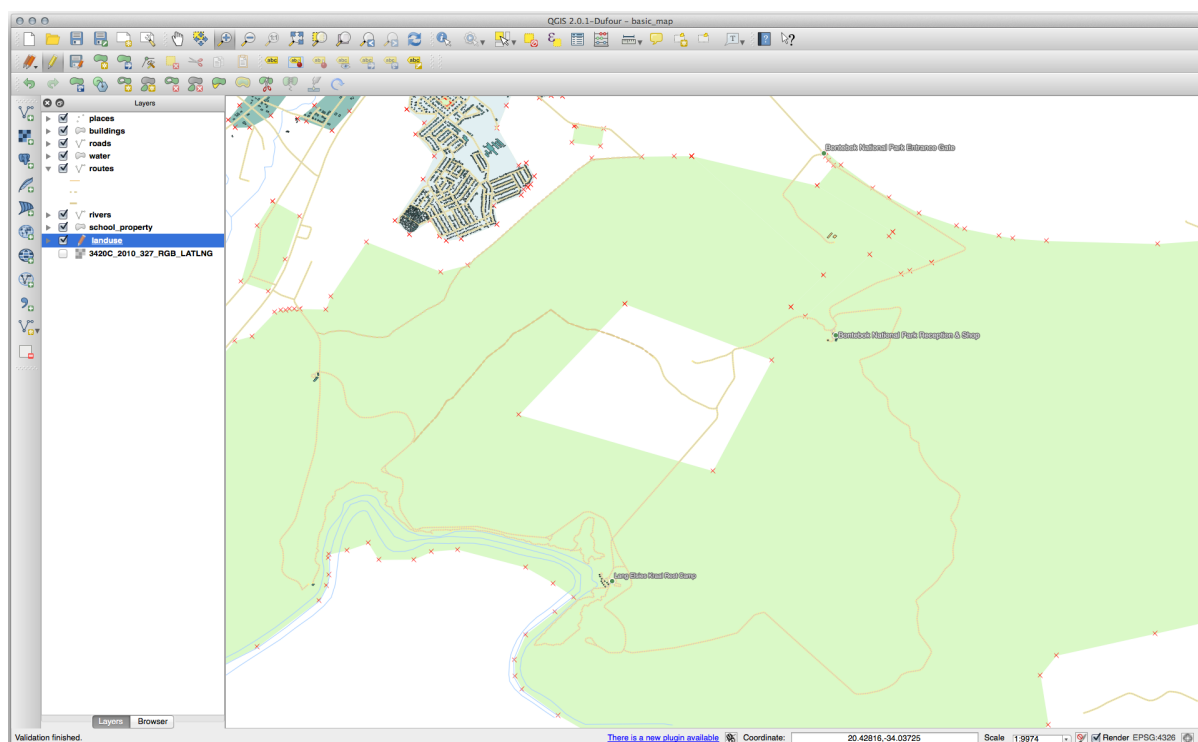 QGIS 2.0.1-Dufour - basic_map
Layers
places
buildings
roads
water
routes
rivers
school_property
landuse
3420C_2010_327_RGB_LATLNG
Bontebok National Park Entrance Gate
Bontebok National Park Reception & Shop
Lang Elsies Kraal Rest Camp
Layers Browser
Validation finished.
There is a new plugin available Coordinate: 20.42816,-34.03725 Scale 1:9974 Render EPSG:4326